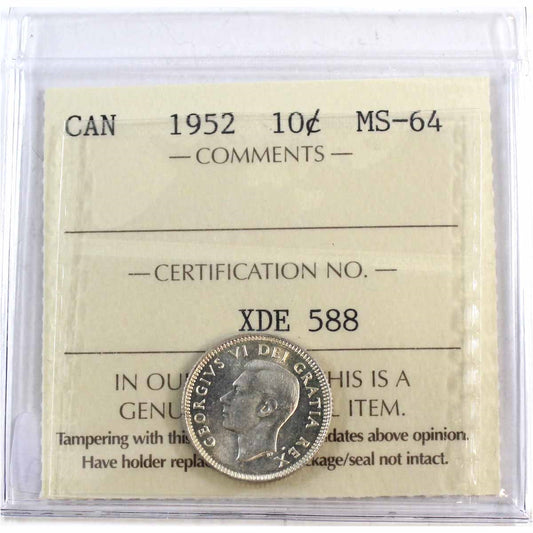 CAN 1952 10¢ MS-64
— COMMENTS —
— CERTIFICATION NO. —
XDE 588
IN OU HIS IS A
GENU L ITEM.
Tampering with this dates above opinion.
Have holder repla kage/seal not intact.
GEORGIVS VI DEI GRATIA REX